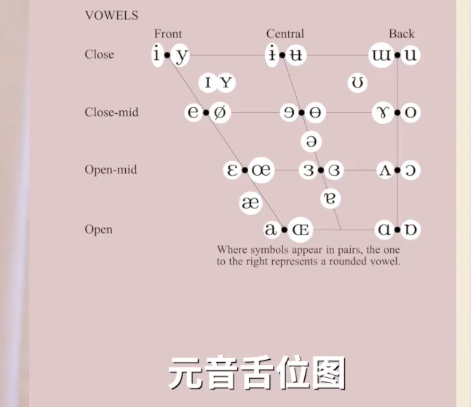 VOWELS
Front Central Back
Close i y ɨ ʉ ɯ u
ɪ ʏ ʊ
Close-mid e ø ɘ ɵ ɤ o
ə
Open-mid ɛ œ ɜ ɞ ʌ ɔ
æ ɐ
Open a ɶ ɑ ɒ
Where symbols appear in pairs, the one
to the right represents a rounded vowel.
元音舌位图